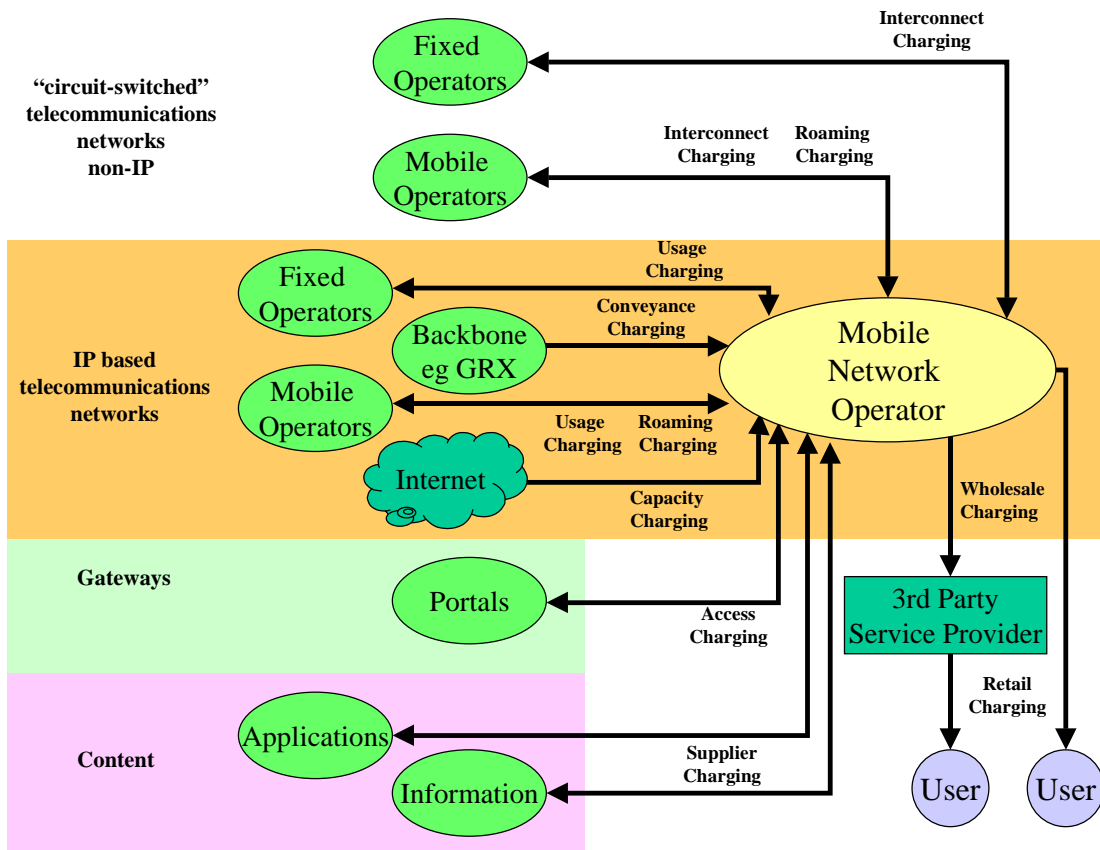 Interconnect
Charging
Fixed
Operators
“circuit-switched”
telecommunications
networks
non-IP
Interconnect
Charging
Roaming
Charging
Mobile
Operators
Usage
Charging
Fixed
Operators
Conveyance
Charging
Backbone
eg GRX
Mobile
Network
Operator
IP based
telecommunications
networks
Mobile
Operators
Usage
Charging
Roaming
Charging
Internet
Capacity
Charging
Wholesale
Charging
Gateways
Portals
Access
Charging
3rd Party
Service Provider
Retail
Charging
Content
Applications
Supplier
Charging
Information
User
User